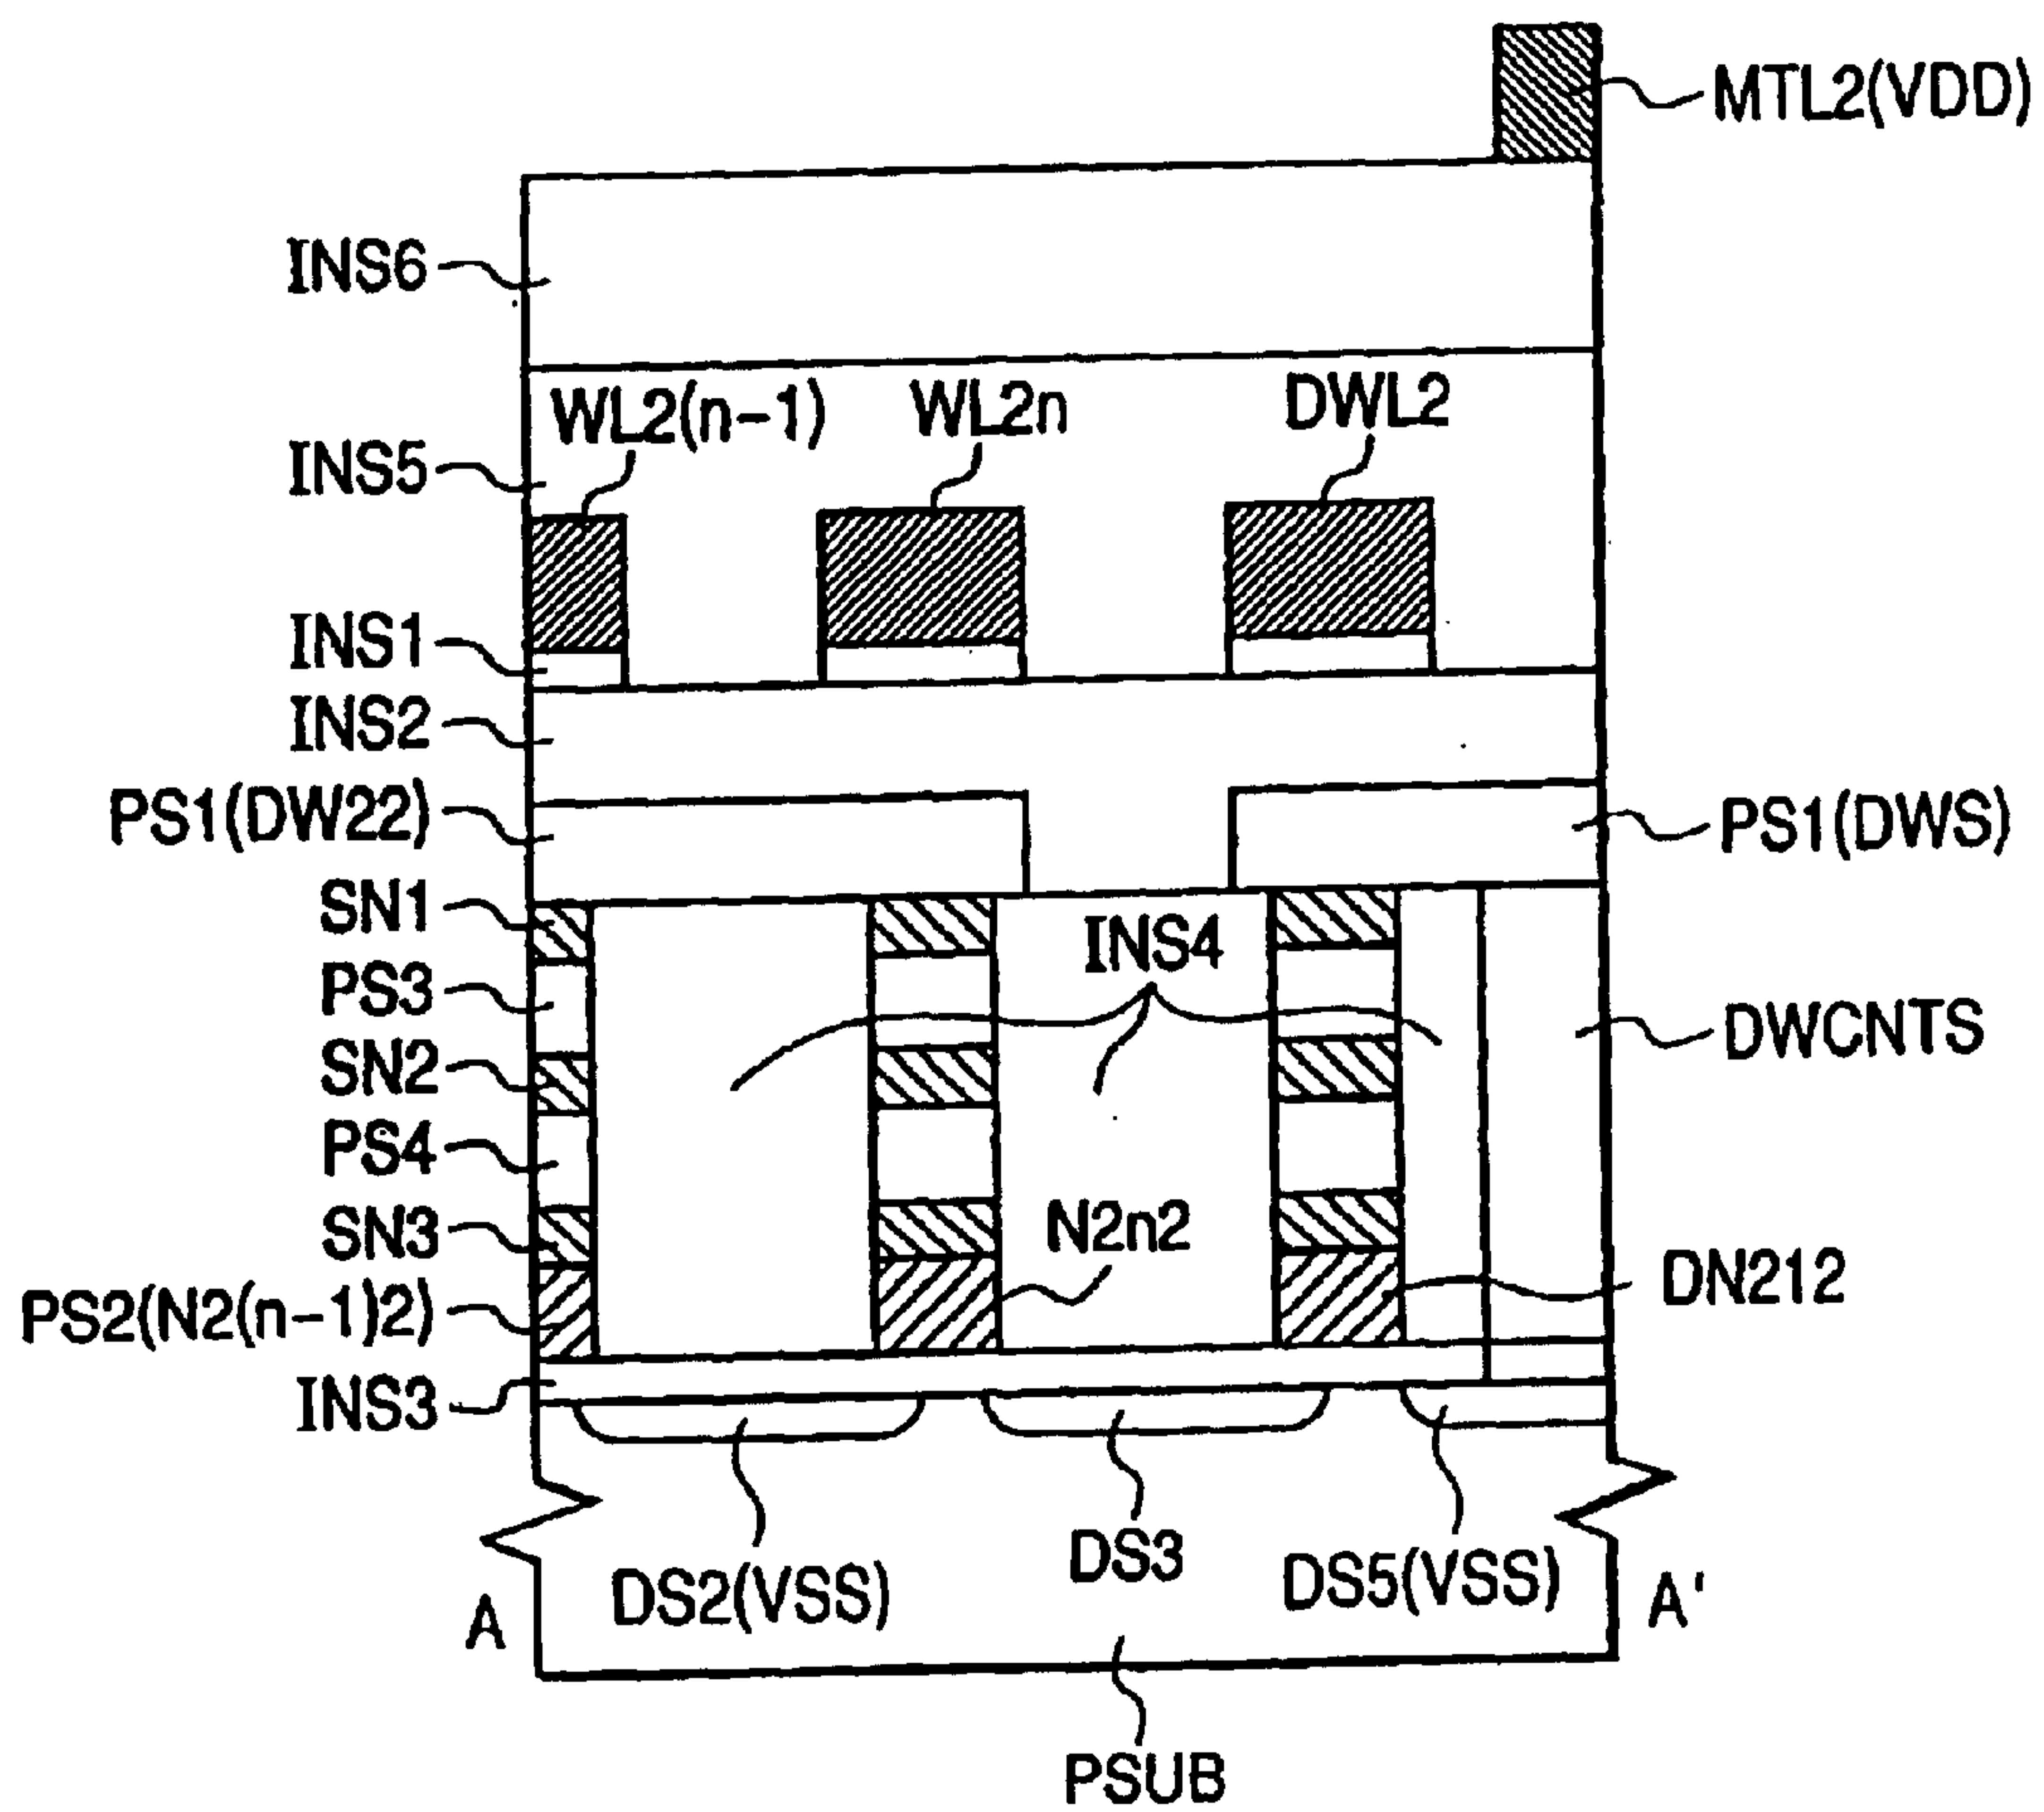 MTL2(VDD)
INS6
WL2(n-1)
WL2n
DWL2
INS5
INS1
INS2
PS1(DW22)
PS1(DWS)
SN1
INS4
PS3
DWCNTS
SN2
PS4
SN3
N2n2
DN212
PS2(N2(n-1)2)
INS3
DS2(VSS)
DS3
DS5(VSS)
A
A'
PSUB